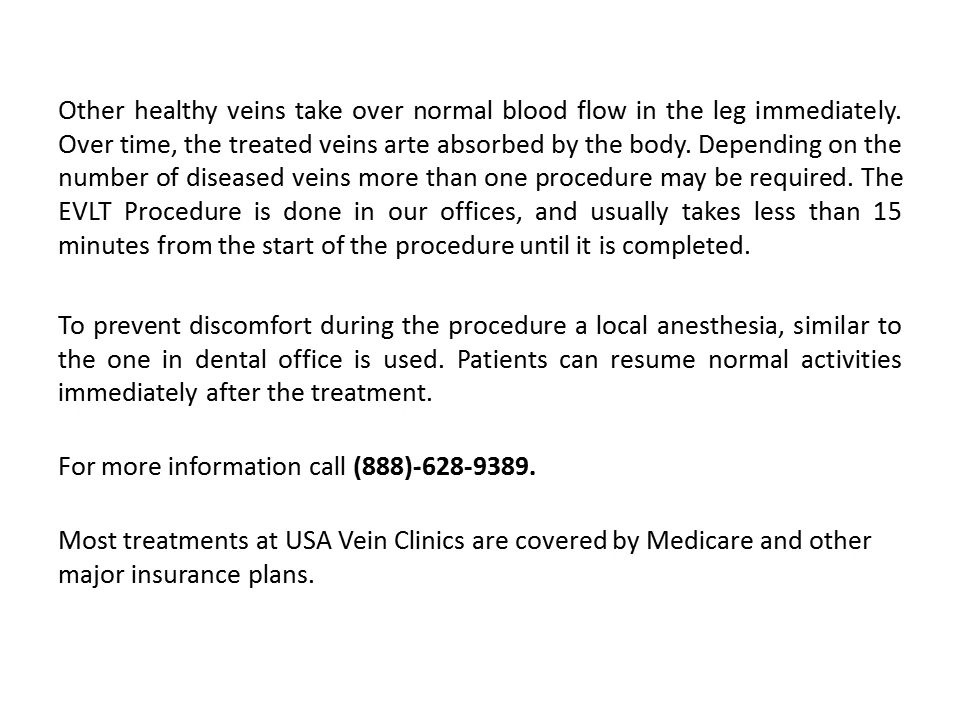 Other healthy veins take over normal blood flow in the leg immediately.
Over time, the treated veins arte absorbed by the body. Depending on the
number of diseased veins more than one procedure may be required. The
EVLT Procedure is done in our offices, and usually takes less than 15
minutes from the start of the procedure until it is completed.
To prevent discomfort during the procedure a local anesthesia, similar to
the one in dental office is used. Patients can resume normal activities
immediately after the treatment.
For more information call (888)-628-9389.
Most treatments at USA Vein Clinics are covered by Medicare and other
major insurance plans.